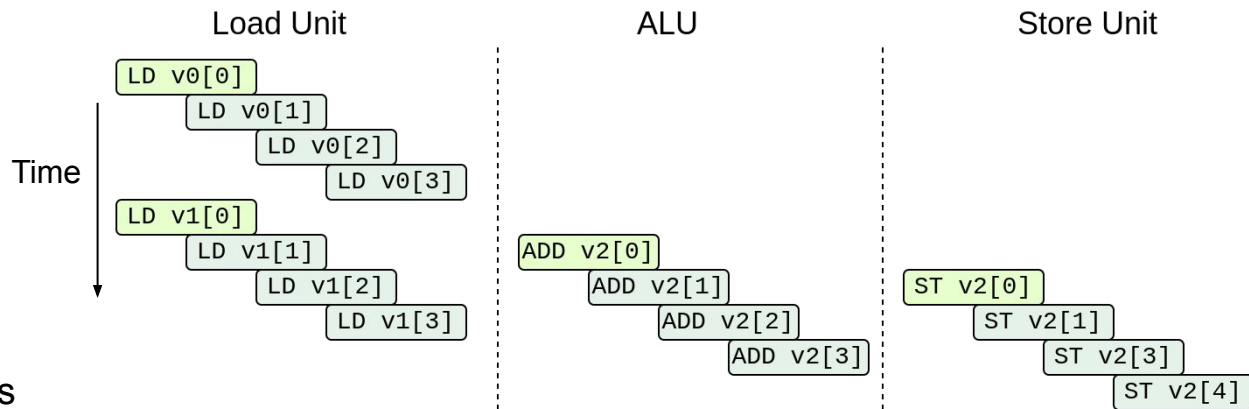 Load Unit
ALU
Store Unit
LD v0[0]
LD v0[1]
LD v0[2]
Time
LD v0[3]
LD v1[0]
LD v1[1]
ADD v2[0]
LD v1[2]
ADD v2[1]
ST v2[0]
LD v1[3]
ADD v2[2]
ST v2[1]
ADD v2[3]
ST v2[3]
s
ST v2[4]